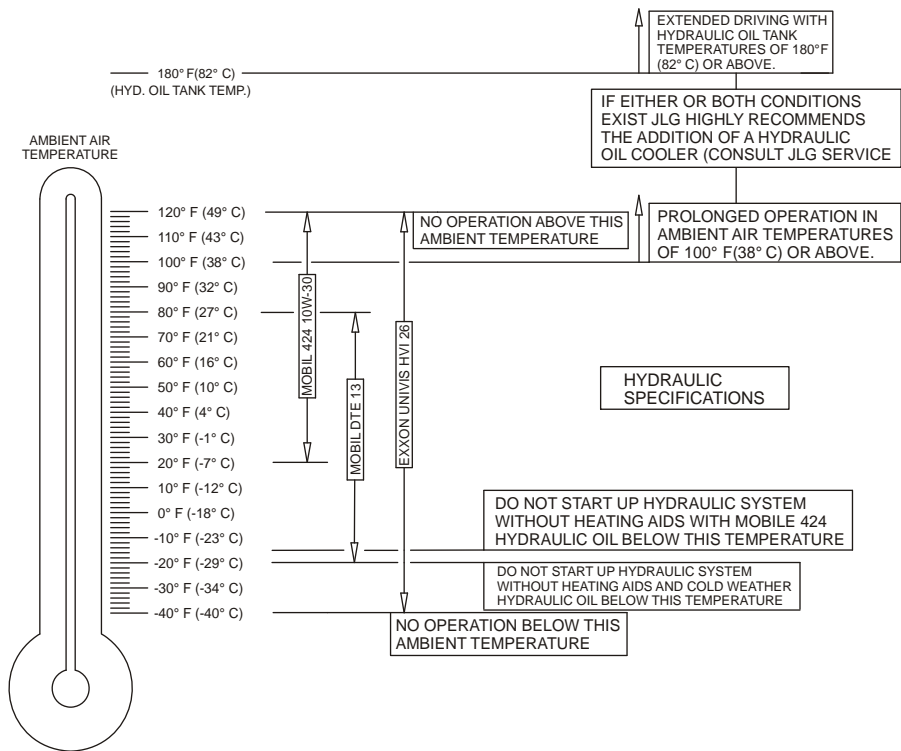 EXTENDED DRIVING WITH
HYDRAULIC OIL TANK
TEMPERATURES OF 180°F
(82° C) OR ABOVE.
180° F(82° C)
(HYD. OIL TANK TEMP.)
IF EITHER OR BOTH CONDITIONS
EXIST JLG HIGHLY RECOMMENDS
THE ADDITION OF A HYDRAULIC
OIL COOLER (CONSULT JLG SERVICE
AMBIENT AIR
TEMPERATURE
120° F (49° C)
110° F (43° C)
100° F (38° C)
90° F (32° C)
80° F (27° C)
70° F (21° C)
60° F (16° C)
50° F (10° C)
40° F (4° C)
30° F (-1° C)
20° F (-7° C)
10° F (-12° C)
0° F (-18° C)
-10° F (-23° C)
-20° F (-29° C)
-30° F (-34° C)
-40° F (-40° C)
MOBIL 424 10W-30
MOBIL DTE 13
EXXON UNIVIS HVI 26
NO OPERATION ABOVE THIS
AMBIENT TEMPERATURE
PROLONGED OPERATION IN
AMBIENT AIR TEMPERATURES
OF 100° F(38° C) OR ABOVE.
HYDRAULIC
SPECIFICATIONS
DO NOT START UP HYDRAULIC SYSTEM
WITHOUT HEATING AIDS WITH MOBILE 424
HYDRAULIC OIL BELOW THIS TEMPERATURE
DO NOT START UP HYDRAULIC SYSTEM
WITHOUT HEATING AIDS AND COLD WEATHER
HYDRAULIC OIL BELOW THIS TEMPERATURE
NO OPERATION BELOW THIS
AMBIENT TEMPERATURE